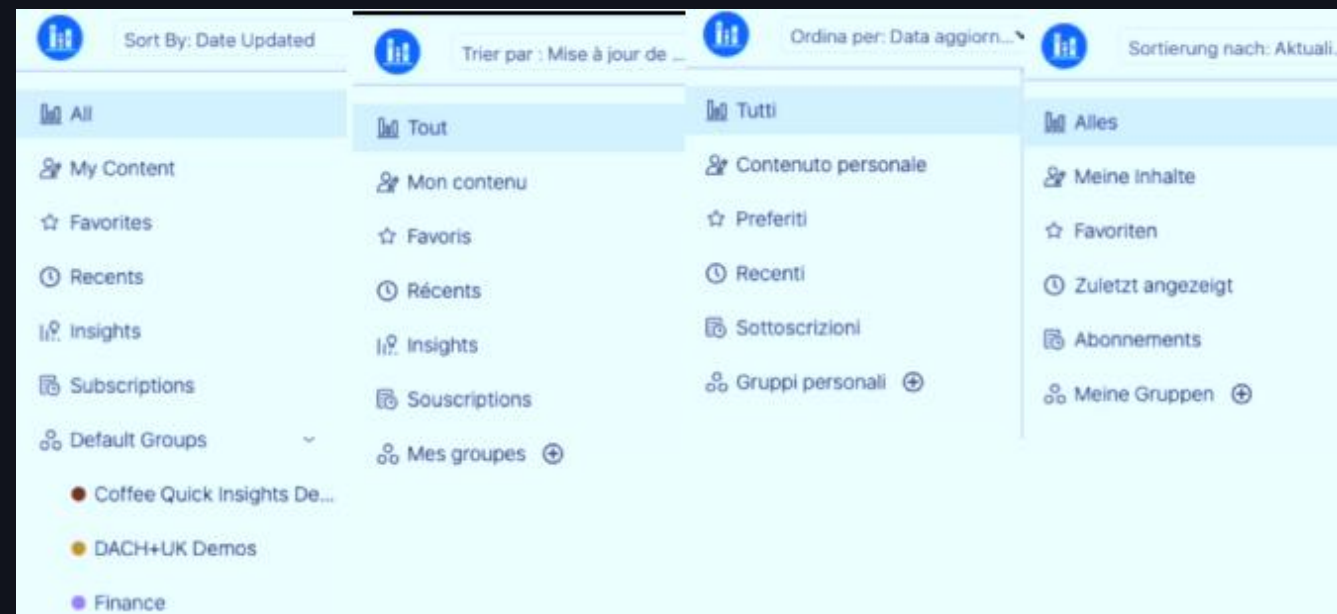 Sort By: Date Updated
All
My Content
Favorites
Recents
Insights
Subscriptions
Default Groups
Coffee Quick Insights De...
DACH+UK Demos
Finance
Trier par : Mise à jour de ...
Tout
Mon contenu
Favoris
Récents
Insights
Souscriptions
Mes groupes
Ordina per: Data aggiorn...
Tutti
Contenuto personale
Preferiti
Recenti
Sottoscrizioni
Gruppi personali
Sortierung nach: Aktuali.
Alles
Meine Inhalte
Favoriten
Zuletzt angezeigt
Abonnements
Meine Gruppen